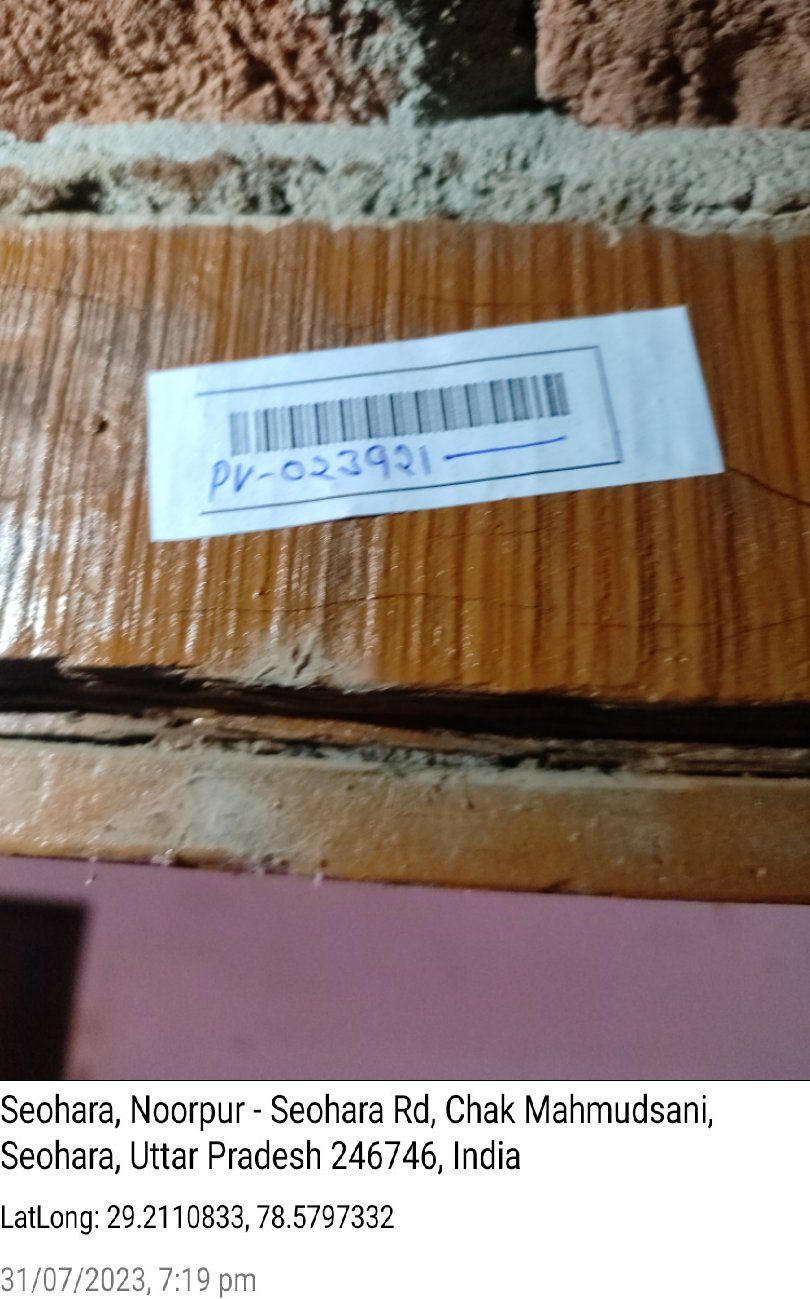 PV-023921
Seohara, Noorpur - Seohara Rd, Chak Mahmudsani,
Seohara, Uttar Pradesh 246746, India
LatLong: 29.2110833, 78.5797332
31/07/2023, 7:19 pm